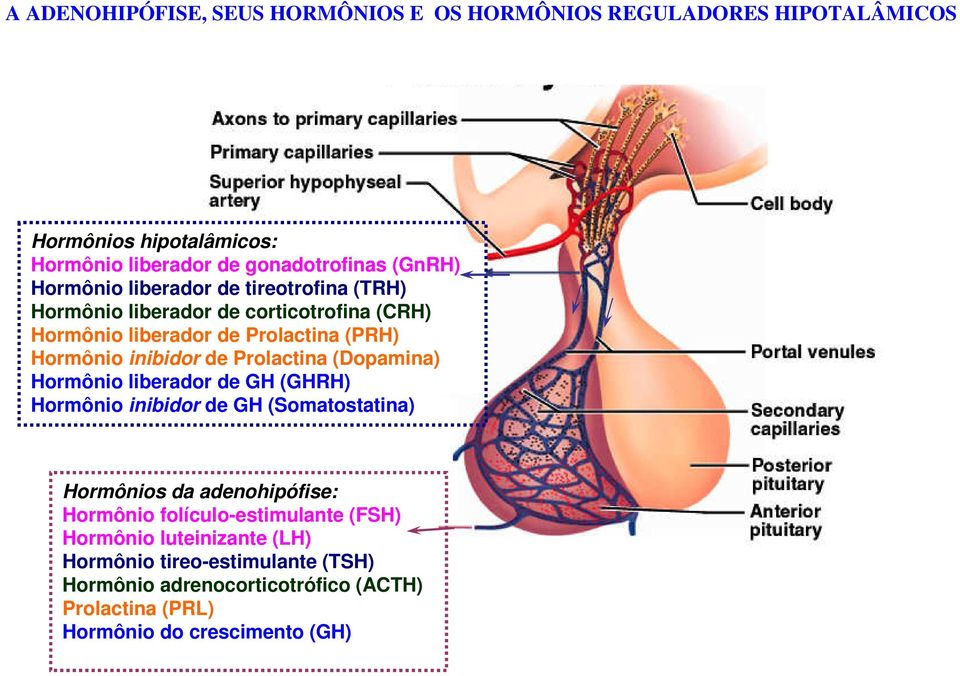 A ADENOHIPÓFISE, SEUS HORMÔNIOS E OS HORMÔNIOS REGULADORES HIPOTALÂMICOS
Axons to primary capillaries
Primary capillaries
Superior hypophyseal
artery
Cell body
Hormônios hipotalâmicos:
Hormônio liberador de gonadotrofinas (GnRH)
Hormônio liberador de tireotrofina (TRH)
Hormônio liberador de corticotrofina (CRH)
Hormônio liberador de Prolactina (PRH)
Hormônio inibidor de Prolactina (Dopamina)
Hormônio liberador de GH (GHRH)
Hormônio inibidor de GH (Somatostatina)
Portal venules
Secondary
capillaries
Posterior
pituitary
Anterior
pituitary
Hormônios da adenohipófise:
Hormônio folículo-estimulante (FSH)
Hormônio luteinizante (LH)
Hormônio tireo-estimulante (TSH)
Hormônio adrenocorticotrófico (ACTH)
Prolactina (PRL)
Hormônio do crescimento (GH)